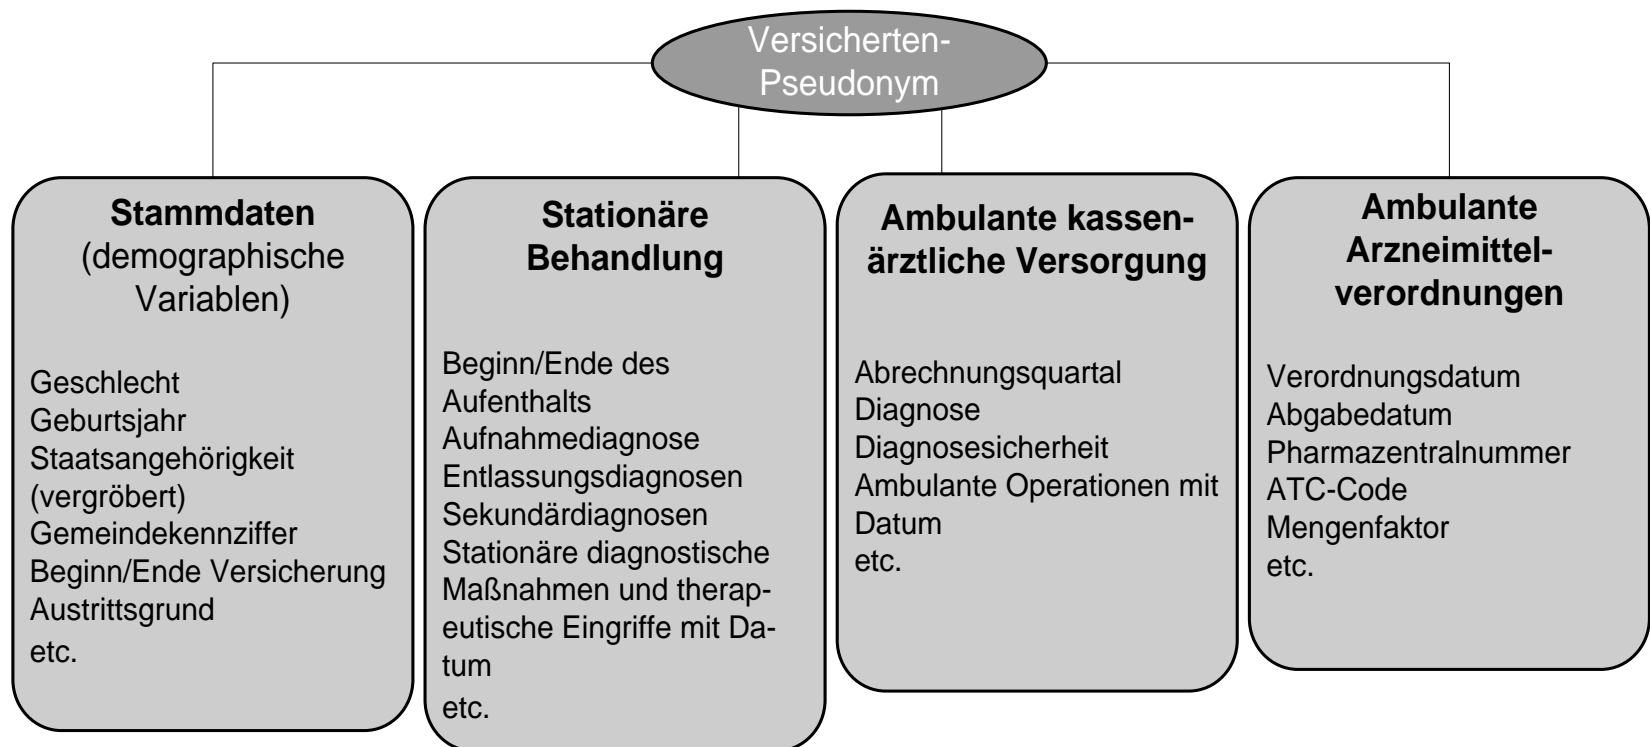 Versicherten-
Pseudonym
Stammdaten
(demographische
Variablen)
Geschlecht
Geburtsjahr
Staatsangehörigkeit
(vergröbert)
Gemeindekennziffer
Beginn/Ende Versicherung
Austrittsgrund
etc.
Stationäre
Behandlung
Beginn/Ende des
Aufenthalts
Aufnahmediagnose
Entlassungsdiagnosen
Sekundärdiagnosen
Stationäre diagnostische
Maßnahmen und therap-
eutische Eingriffe mit Da-
tum
etc.
Ambulante kassen-
ärztliche Versorgung
Abrechnungsquartal
Diagnose
Diagnosesicherheit
Ambulante Operationen mit
Datum
etc.
Ambulante
Arzneimittel-
verordnungen
Verordnungsdatum
Abgabedatum
Pharmazentralnummer
ATC-Code
Mengenfaktor
etc.